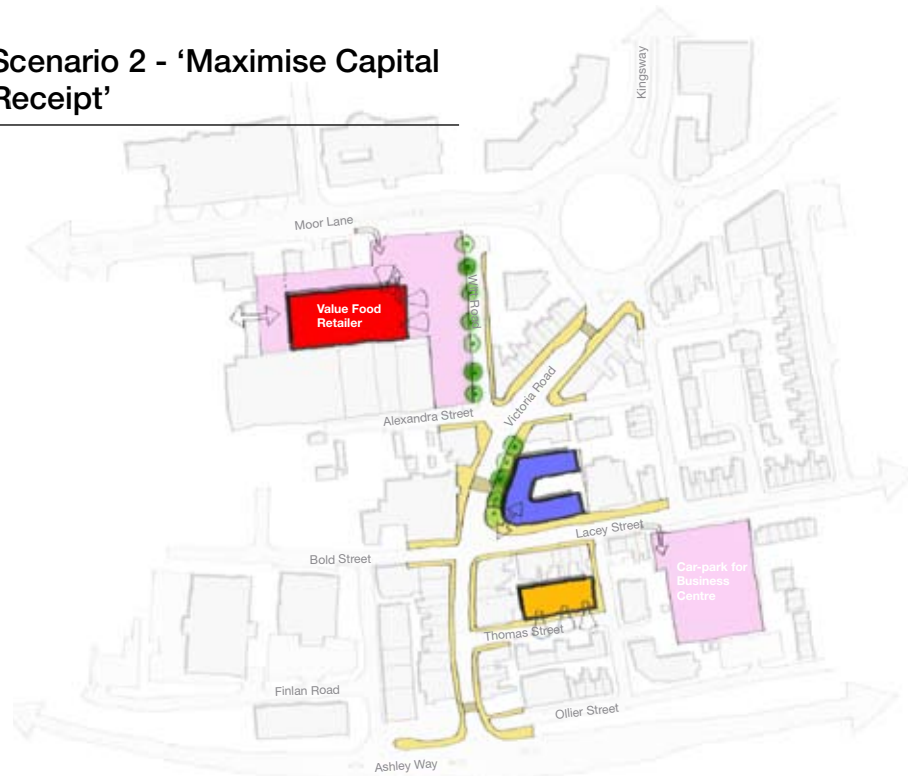 Scenario 2 - ‘Maximise Capital
Receipt’
Kingsway
Moor Lane
Value Food
Retailer
Road
Victoria Road
Alexandra Street
Lacey Street
Bold Street
Car-park for
Business
Centre
Thomas Street
Finlan Road
Ollier Street
Ashley Way